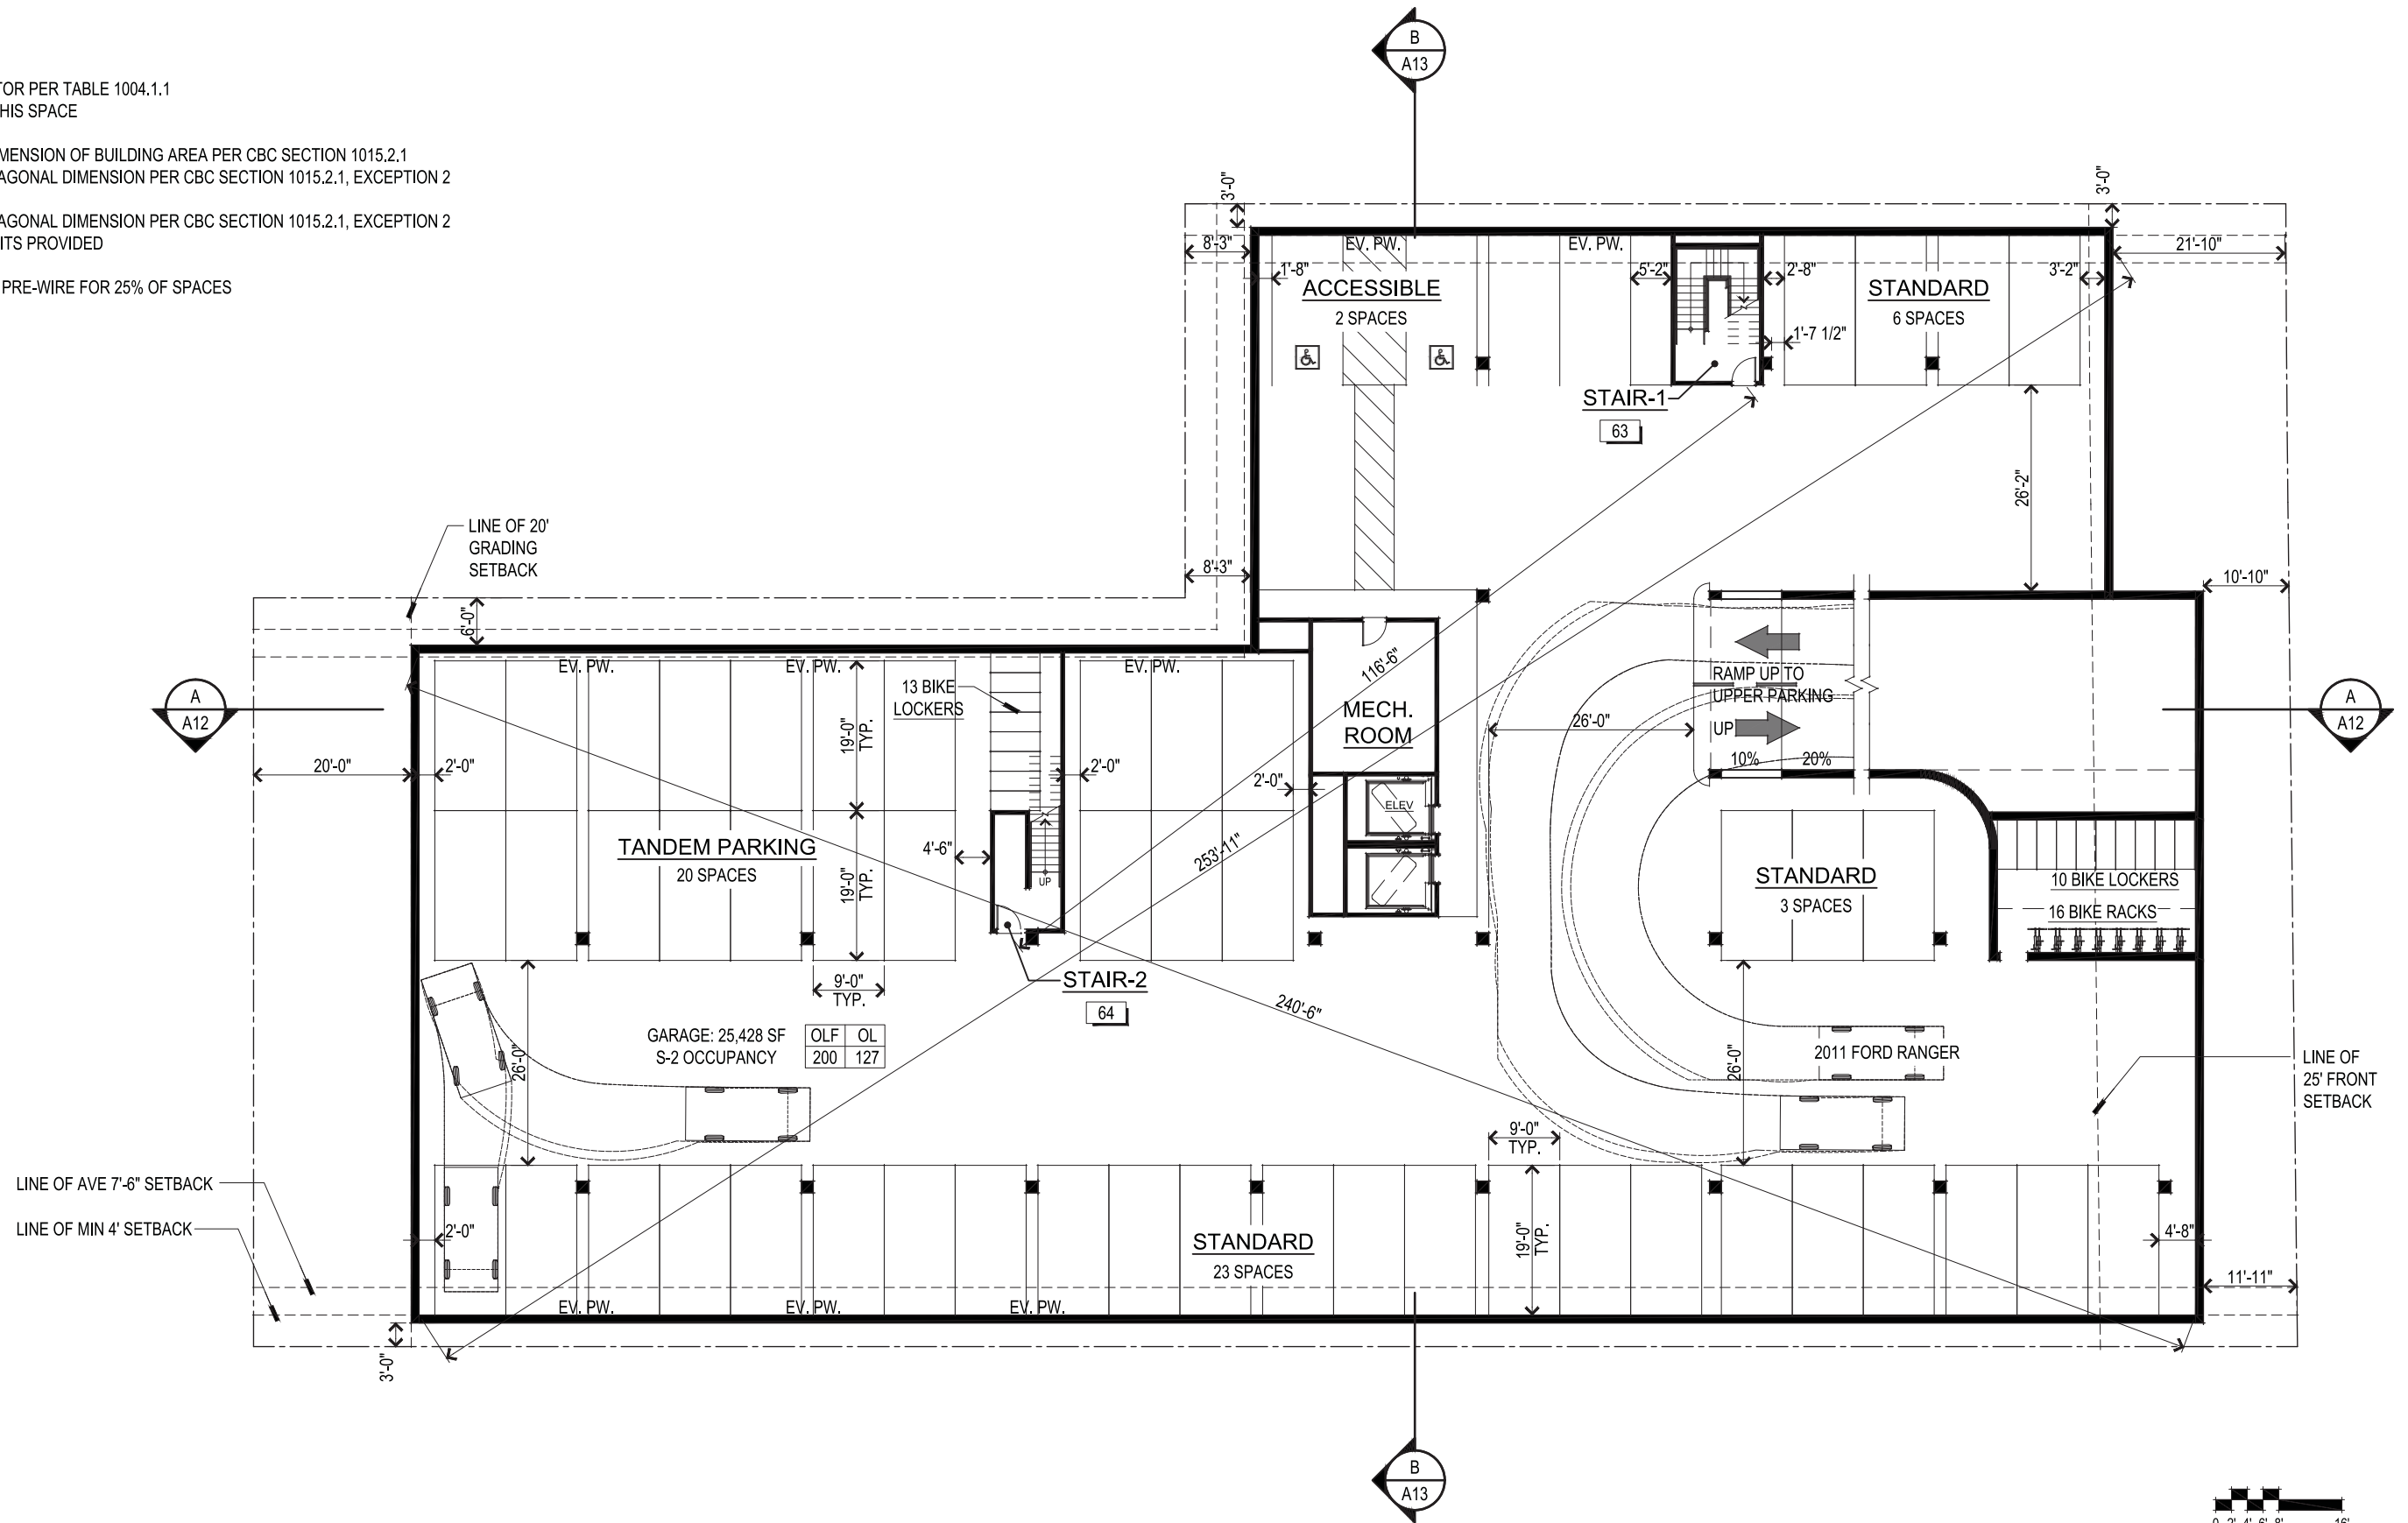 B
A13
TOR PER TABLE 1004.1.1
HIS SPACE
MENSION OF BUILDING AREA PER CBC SECTION 1015.2.1
AGONAL DIMENSION PER CBC SECTION 1015.2.1, EXCEPTION 2
AGONAL DIMENSION PER CBC SECTION 1015.2.1, EXCEPTION 2
ITS PROVIDED
PRE-WIRE FOR 25% OF SPACES
3'-0"
3'-0"
8'-3"
EV. PW.
EV. PW.
21'-10"
1'-8"
5'-2"
2'-8"
3'-2"
ACCESSIBLE
2 SPACES
STANDARD
6 SPACES
1'-7 1/2"
STAIR-1
63
26'-2"
LINE OF 20'
GRADING
SETBACK
8'-3"
10'-10"
6'-0"
EV. PW.
EV. PW.
EV. PW.
116'-6"
RAMP UP TO
UPPER PARKING
13 BIKE
LOCKERS
A
A12
A
A12
19'-0"
TYP.
MECH.
ROOM
26'-0"
UP
10%
20%
20'-0"
2'-0"
2'-0"
2'-0"
ELEV
TANDEM PARKING
20 SPACES
4'-6"
19'-0"
TYP.
253'-11"
UP
STANDARD
3 SPACES
10 BIKE LOCKERS
16 BIKE RACKS
9'-0"
TYP.
STAIR-2
64
240'-6"
GARAGE: 25,428 SF
S-2 OCCUPANCY
OLF OL
200 127
26'-0"
2011 FORD RANGER
26'-0"
LINE OF
25' FRONT
SETBACK
9'-0"
TYP.
LINE OF AVE 7'-6" SETBACK
LINE OF MIN 4' SETBACK
2'-0"
STANDARD
23 SPACES
19'-0"
TYP.
4'-8"
11'-11"
EV. PW.
EV. PW.
EV. PW.
3'-0"
B
A13
0 2' 4' 6' 8' 16'